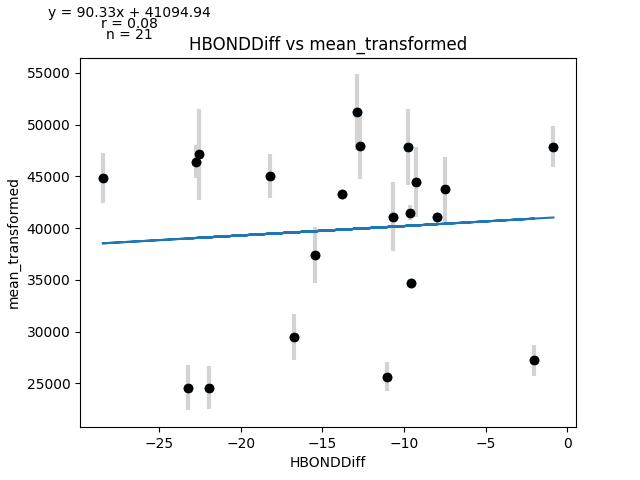 y = 90.33x + 41094.94
r = 0.08
n = 21
HBONDDiff vs mean_transformed
55000
50000
45000
40000
35000
30000
25000
mean_transformed
−25
−20
−15
−10
−5
0
HBONDDiff